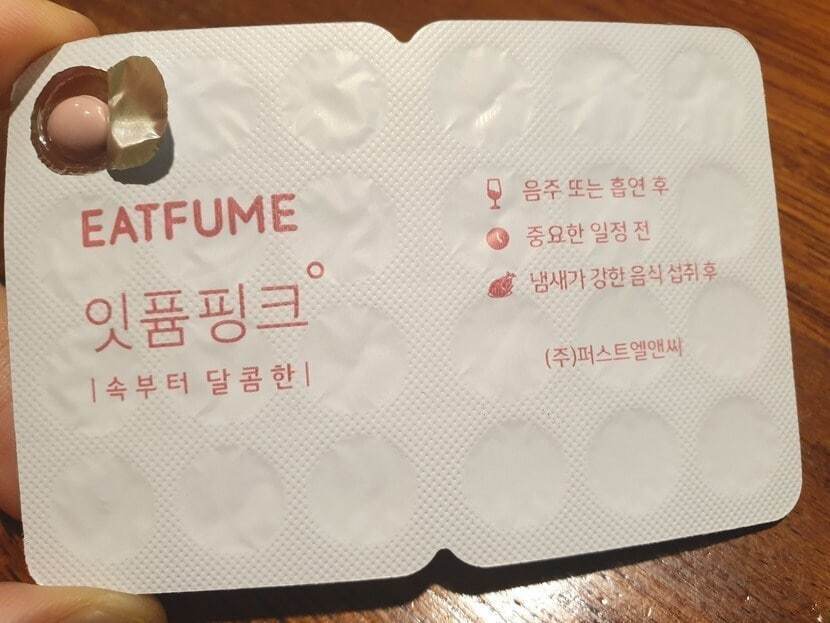 EATFUME
잇퓸핑크°
|속부터 달콤한|
음주 또는 흡연 후
중요한 일정 전
냄새가 강한 음식 섭취 후
(주)퍼스트엘앤씨